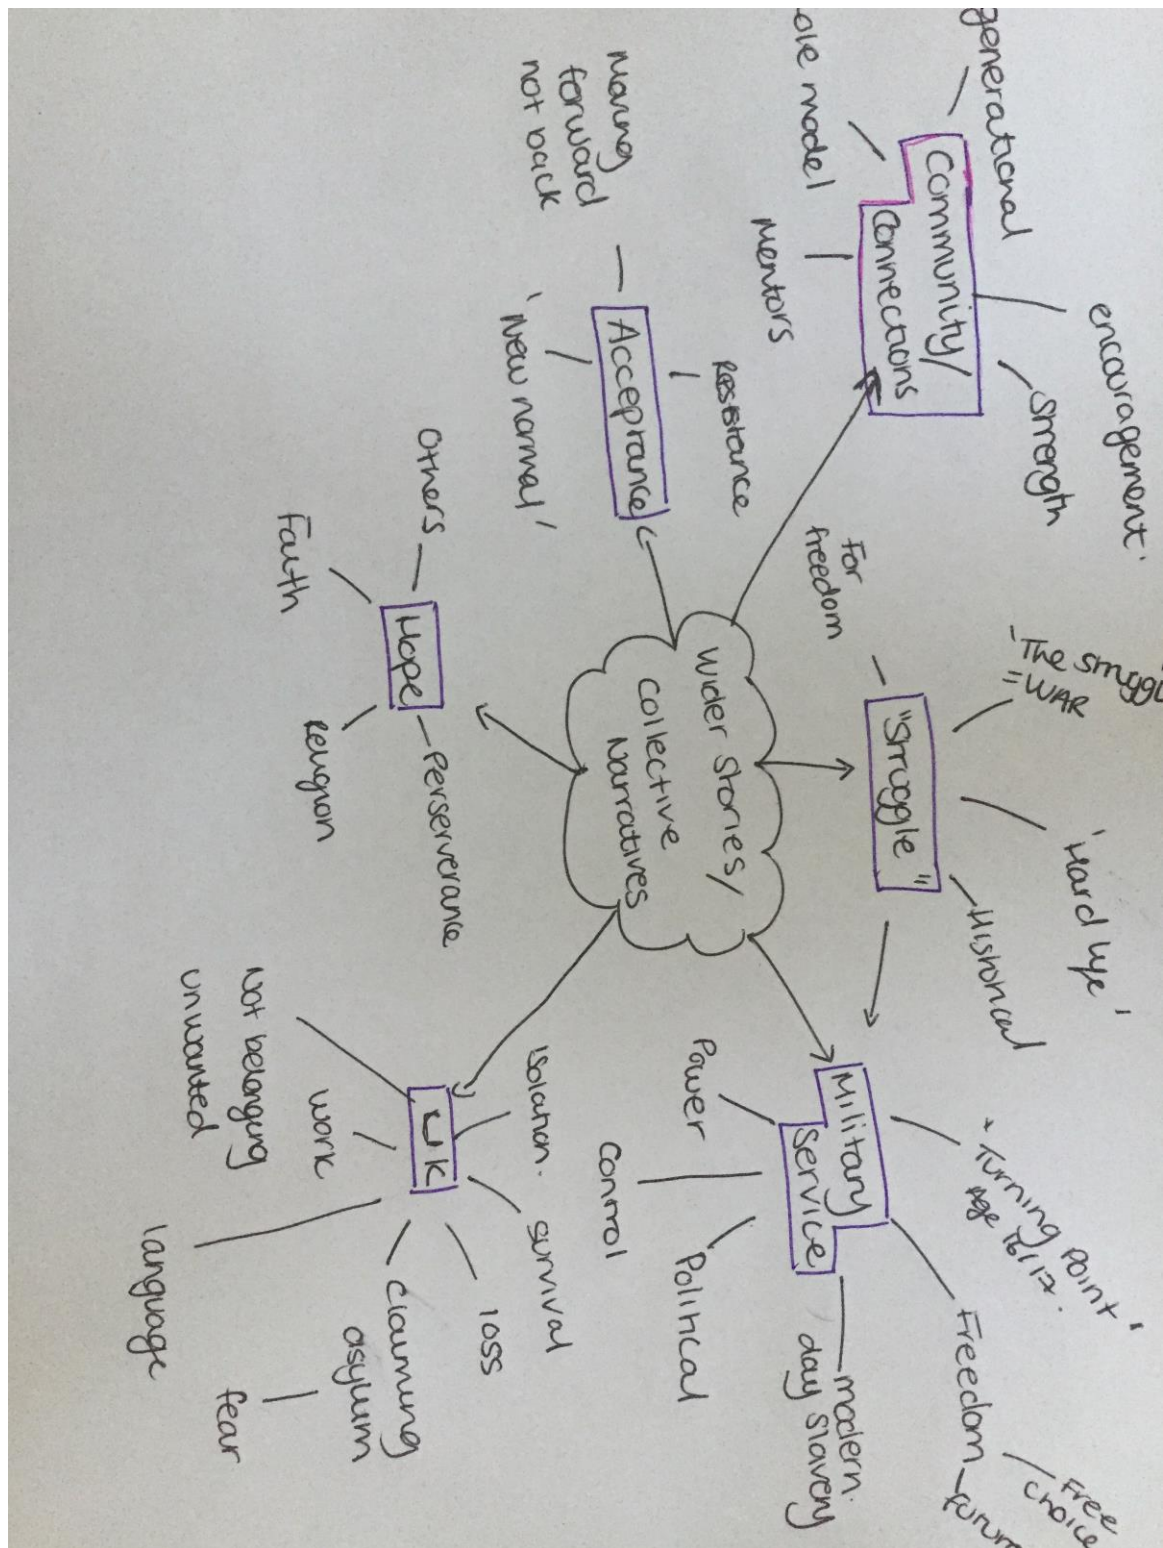 generational
ole model
Community/
Connections
Mentors
encouragement.
Strength
Moving
forward
not back
Acceptance
Resistance
'New normal'
For
freedom
"Struggle"
'The struggl
=WAR
'Hard life'
Historical
Wider Stories/
Collective
Narratives
Others
Faith
Hope
Religion
Perserverance
Military
Service
'Turning point'
Age 16/17.
Freedom
Free
choice
Power
Control
Political
modern
day slavery
UK
isolation.
survival
loss
claiming
asylum
fear
language
work
Not belonging
unwanted